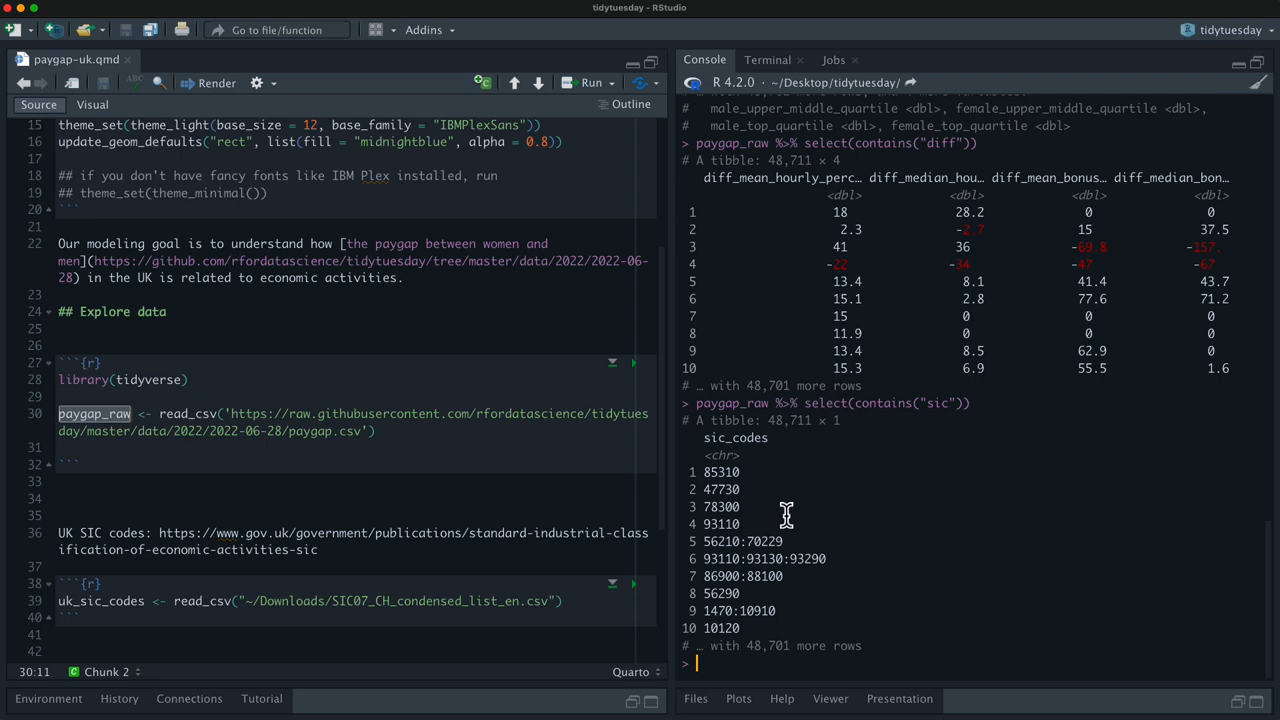 tidytuesday - RStudio
Go to file/function
Addins
tidytuesday
paygap-uk.qmd
ABC
Render
Run
Source
Visual
Outline
15 theme_set(theme_light(base_size = 12, base_family = "IBMPlexSans"))
16 update_geom_defaults("rect", list(fill = "midnightblue", alpha = 0.8))
17
18 ## if you don't have fancy fonts like IBM Plex installed, run
19 ## theme_set(theme_minimal())
20 ```
21
22 Our modeling goal is to understand how [the paygap between women and
men](https://github.com/rfordatascience/tidytuesday/tree/master/data/2022/2022-06-
28) in the UK is related to economic activities.
23
24 ## Explore data
25
26
27 ```{r}
28 library(tidyverse)
29
30 paygap_raw <- read_csv('https://raw.githubusercontent.com/rfordatascience/tidytues
day/master/data/2022/2022-06-28/paygap.csv')
31
32 ```
33
34
35
36 UK SIC codes: https://www.gov.uk/government/publications/standard-industrial-class
ification-of-economic-activities-sic
37
38 ```{r}
39 uk_sic_codes <- read_csv("~/Downloads/SIC07_CH_condensed_list_en.csv")
40 ```
41
42
30:11
Chunk 2
Quarto
Environment
History
Connections
Tutorial
Console
Terminal
Jobs
R 4.2.0 · ~/Desktop/tidytuesday/
# male_upper_middle_quartile <dbl>, female_upper_middle_quartile <dbl>,
# male_top_quartile <dbl>, female_top_quartile <dbl>
> paygap_raw %>% select(contains("diff"))
# A tibble: 48,711 × 4
diff_mean_hourly_perc… diff_median_hou… diff_mean_bonus… diff_median_bon…
<dbl> <dbl> <dbl> <dbl>
1 18 28.2 0 0
2 2.3 -2.7 15 37.5
3 41 36 -69.8 -157.
4 -22 -34 -47 -67
5 13.4 8.1 41.4 43.7
6 15.1 2.8 77.6 71.2
7 15 0 0 0
8 11.9 0 0 0
9 13.4 8.5 62.9 0
10 15.3 6.9 55.5 1.6
# … with 48,701 more rows
> paygap_raw %>% select(contains("sic"))
# A tibble: 48,711 × 1
sic_codes
<chr>
1 85310
2 47730
3 78300
4 93110
5 56210:70229
6 93110:93130:93290
7 86900:88100
8 56290
9 1470:10910
10 10120
# … with 48,701 more rows
>
Files
Plots
Help
Viewer
Presentation